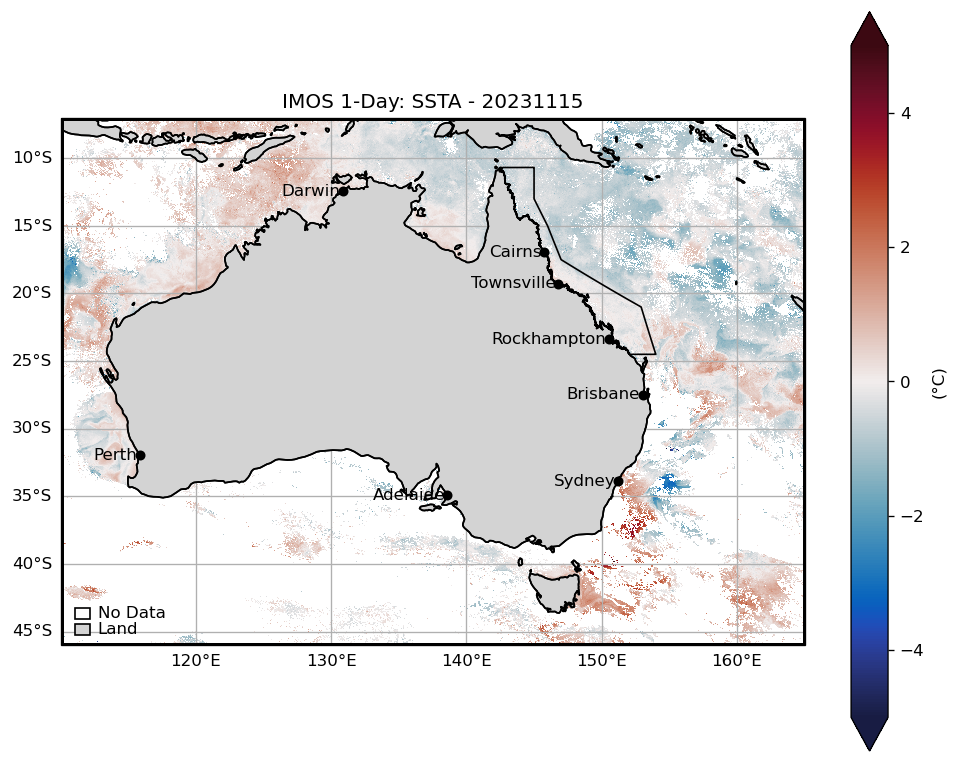 IMOS 1-Day: SSTA - 20231115
10°S
15°S
20°S
25°S
30°S
35°S
40°S
45°S
Darwin
Cairns
Townsville
Rockhampton
Brisbane
Perth
Sydney
Adelaide
No Data
Land
120°E 130°E 140°E 150°E 160°E
4
2
0
−2
−4
(°C)